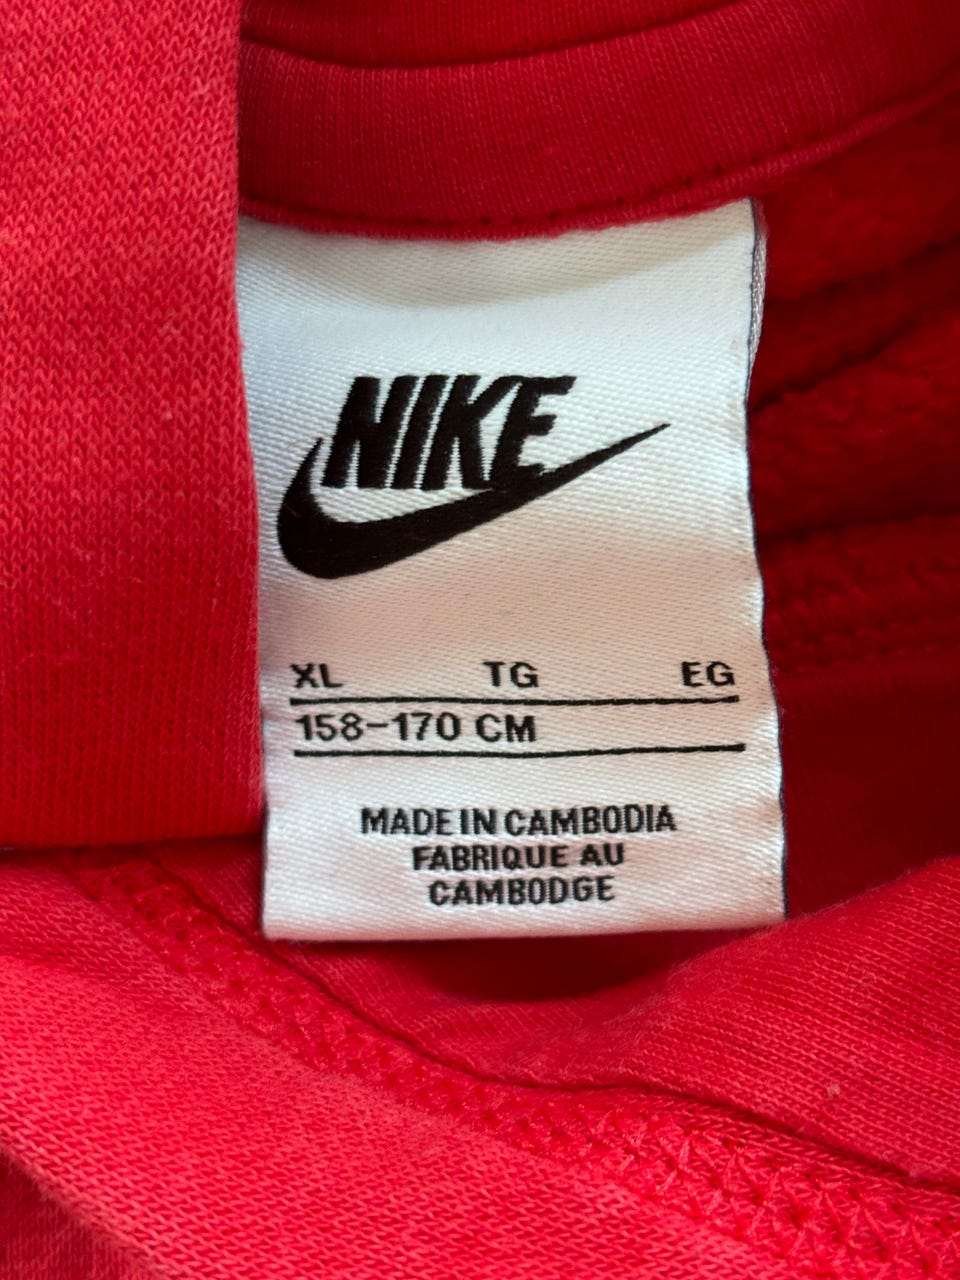 NIKE
XL TG EG
158-170 CM
MADE IN CAMBODIA
FABRIQUE AU
CAMBODGE